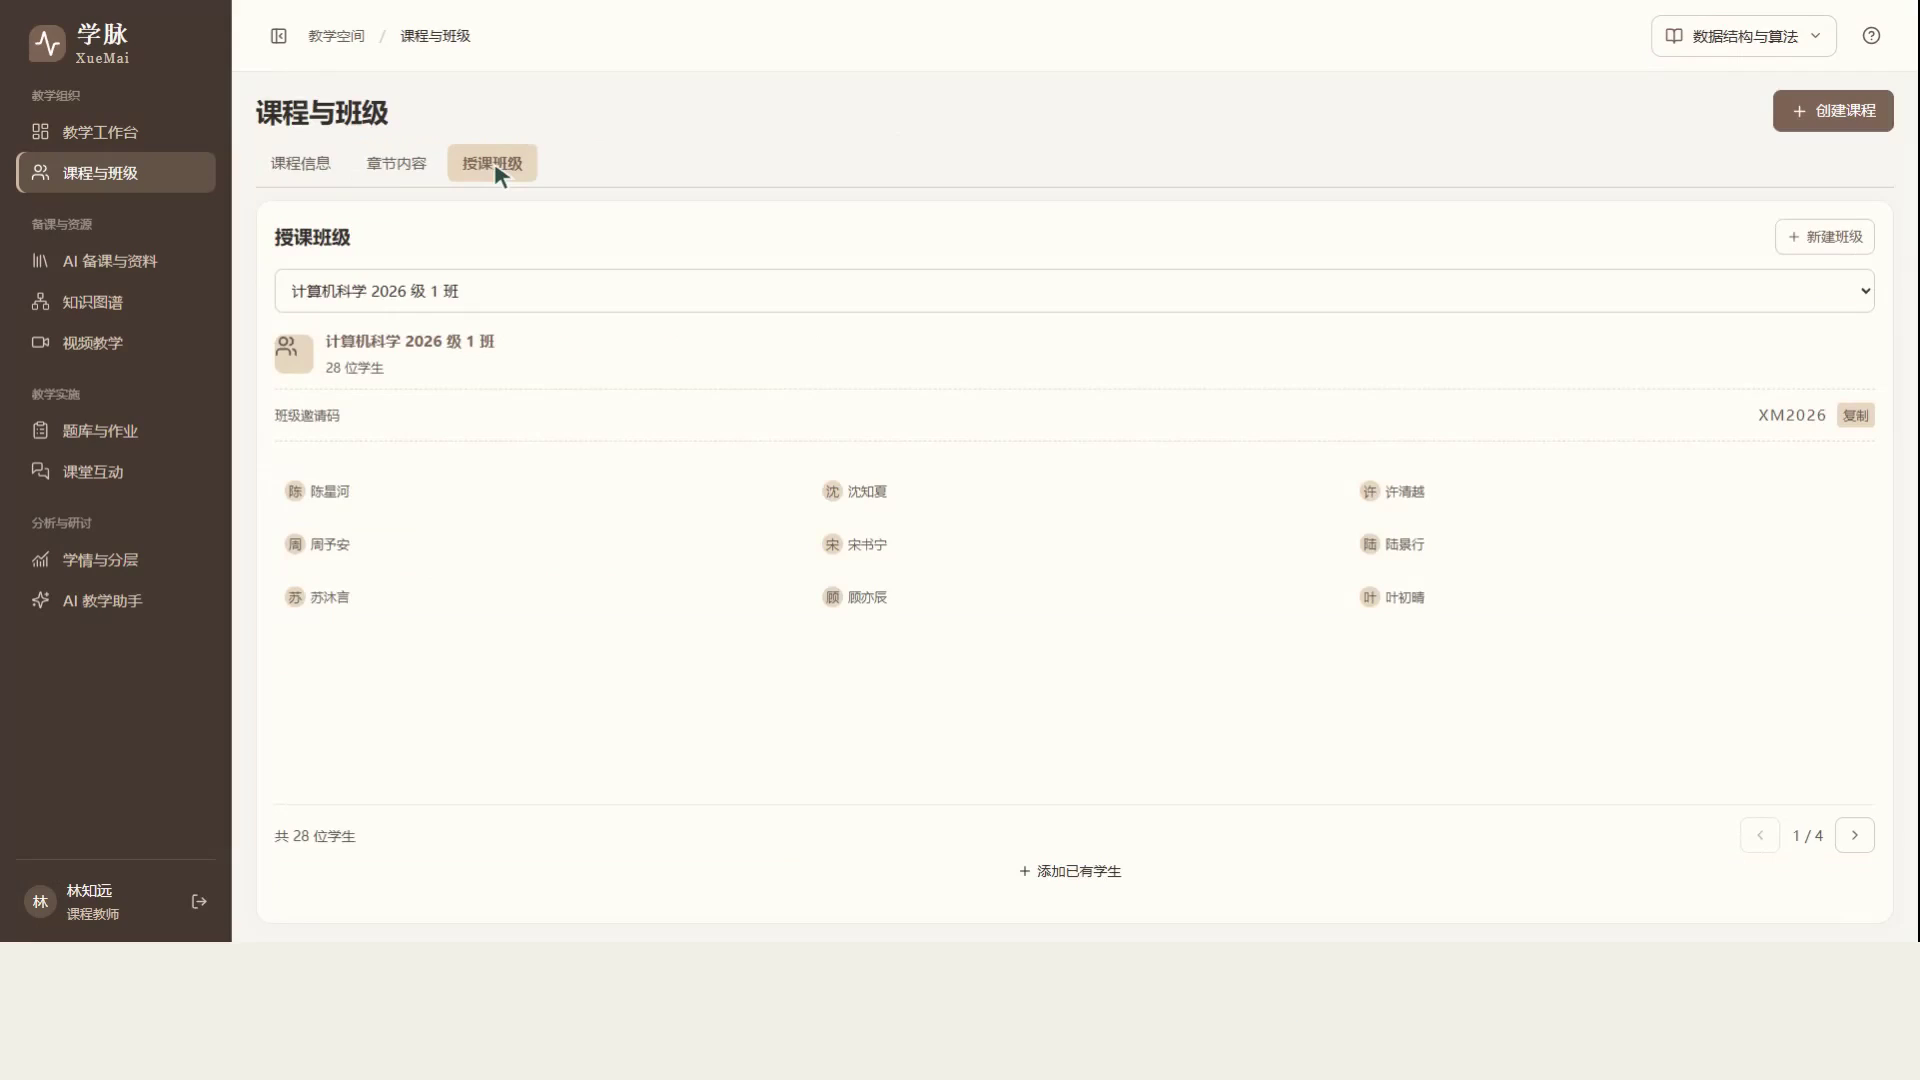 学脉
XueMai
教学组织
教学工作台
课程与班级
备课与资源
AI 备课与资料
知识图谱
视频教学
教学实施
题库与作业
课堂互动
分析与研讨
学情与分层
AI 教学助手
林 林知远
课程教师
教学空间 / 课程与班级
数据结构与算法
课程与班级
+ 创建课程
课程信息 章节内容 授课班级
授课班级
+ 新建班级
计算机科学 2026 级 1 班
计算机科学 2026 级 1 班
28 位学生
班级邀请码 XM2026 复制
陈 陈星河 沈 沈知夏 许 许清越
周 周予安 宋 宋书宁 陆 陆景行
苏 苏沐言 顾 顾亦辰 叶 叶初晴
共 28 位学生 1 / 4
+ 添加已有学生